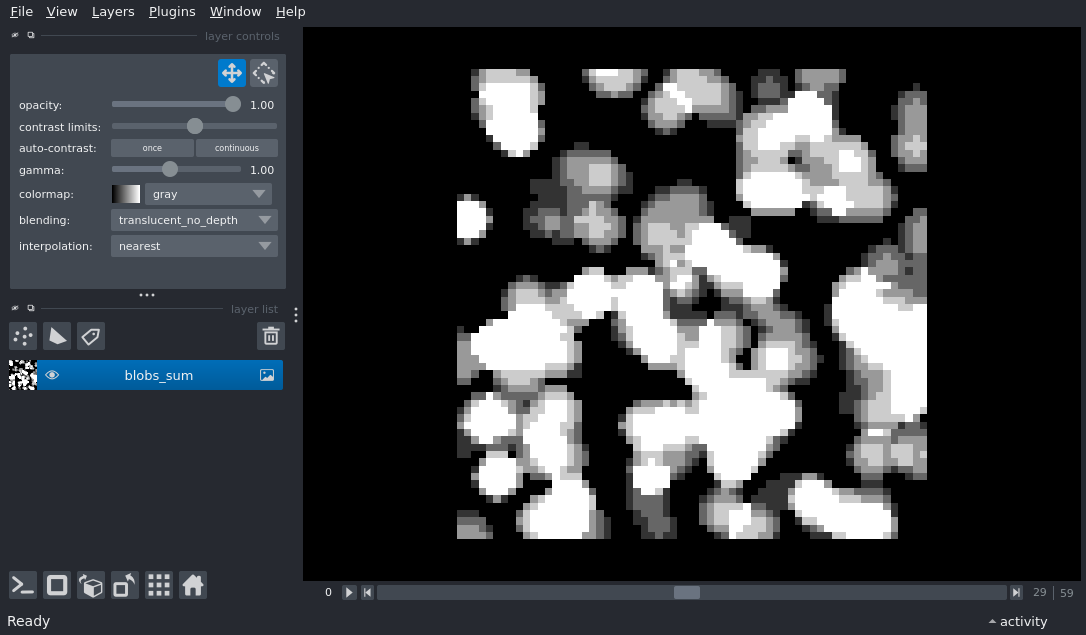 File View Layers Plugins Window Help
layer controls
opacity: 1.00
contrast limits:
auto-contrast: once continuous
gamma: 1.00
colormap: gray
blending: translucent_no_depth
interpolation: nearest
layer list
blobs_sum
0 29 | 59
Ready activity